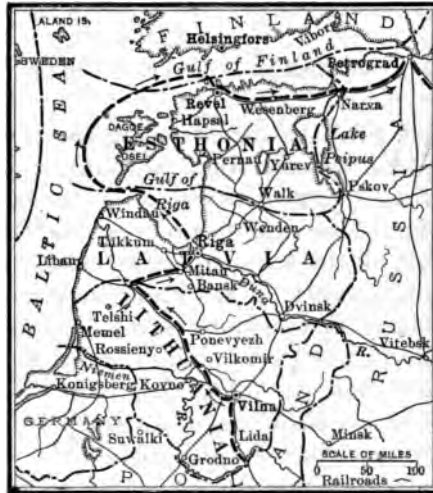 ALAND IS.
FINLAND
Viborg
Helsingfors
SWEDEN
Gulf of Finland
Petrograd
Revel
Wesenberg
Narva
Hapsal
DAGOE
ESTHONIA
Lake
Peipus
OSEL
Pernau
Yurev
BALTIC SEA
Gulf of
Riga
Walk
Pskov
Windau
Wenden
Tukkum
Riga
Libau
LATVIA
Mitau
Bansk
Duna
R.
Dvinsk
RUSSIA
Telshi
Memel
LITHUANIA
Ponevyezh
Vitebsk
Rossieny
Vilkomir
Niemen
R.
Konigsberg
Kovno
Vilna
GERMANY
Suwalki
Lida
Minsk
Grodno
POLAND
SCALE OF MILES
0 50 100
Railroads